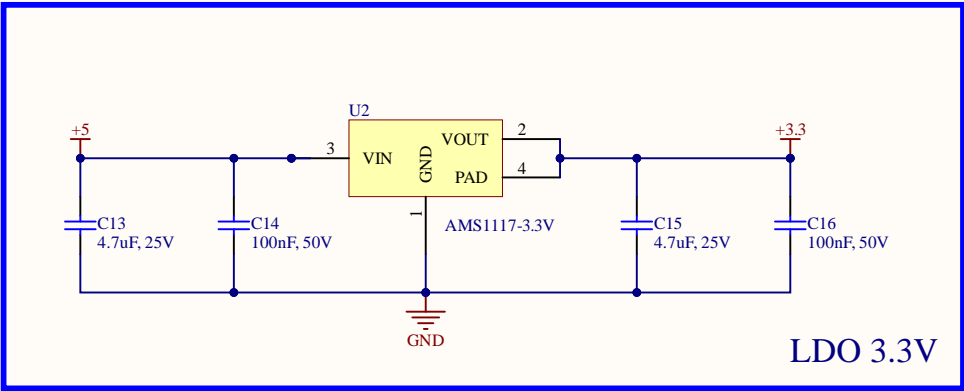 U2
+5
+3.3
3
VIN
GND
VOUT
2
PAD
4
1
AMS1117-3.3V
C13
4.7uF, 25V
C14
100nF, 50V
C15
4.7uF, 25V
C16
100nF, 50V
GND
LDO 3.3V